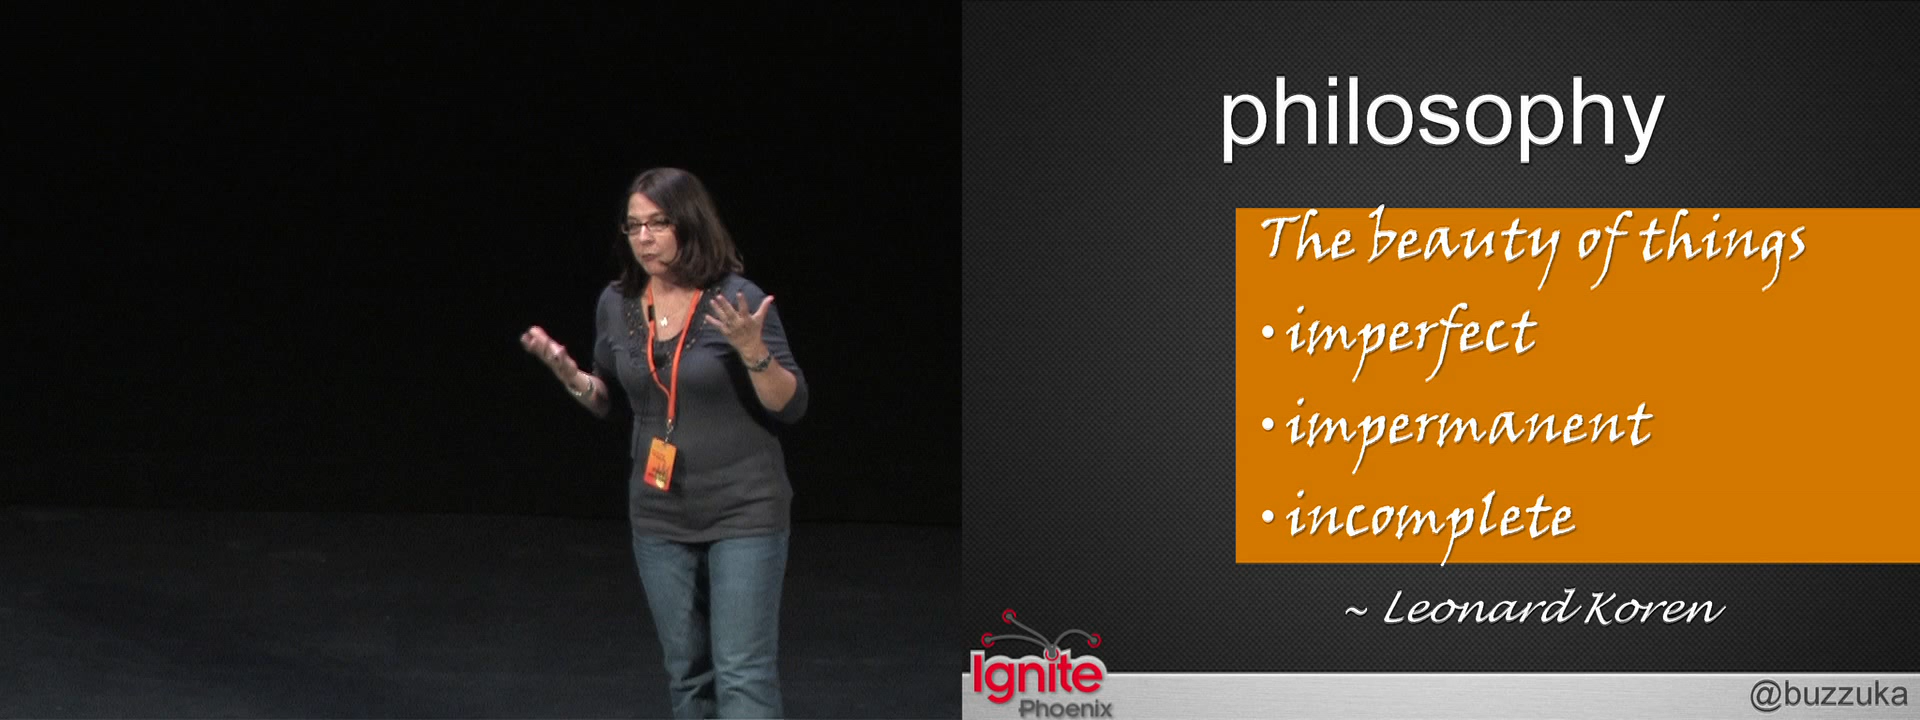 philosophy
The beauty of things
• imperfect
• impermanent
• incomplete
~ Leonard Koren
Ignite
Phoenix
@buzzuka